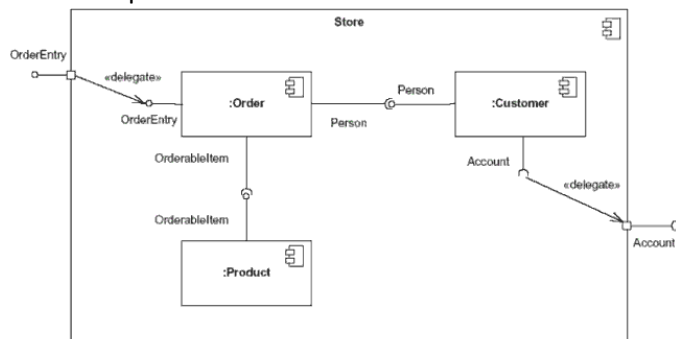 Store
OrderEntry
«delegate»
:Order
Person
:Customer
OrderEntry
Person
OrderableItem
Account
«delegate»
OrderableItem
Account
:Product